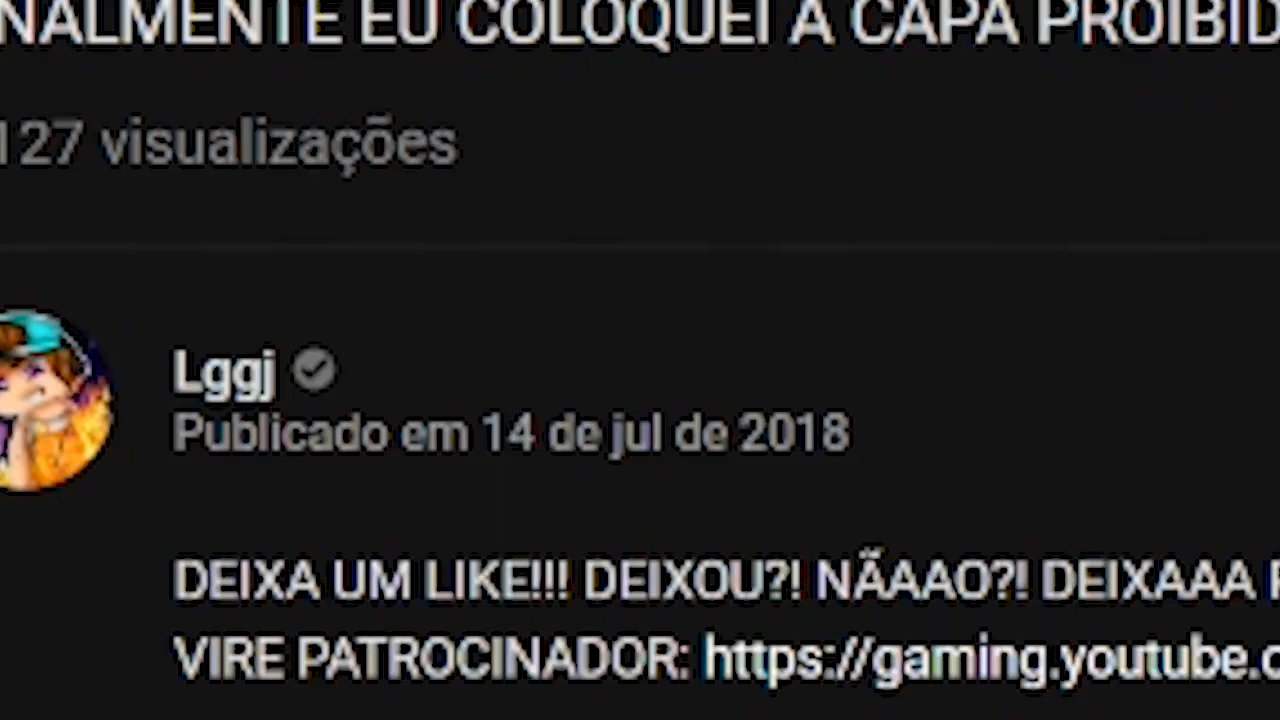 NALMENTE EU COLOQUEI A CAPA PROIBID
127 visualizações
Lggj
Publicado em 14 de jul de 2018
DEIXA UM LIKE!!! DEIXOU?! NÃAAO?! DEIXAAA
VIRE PATROCINADOR: https://gaming.youtube.c